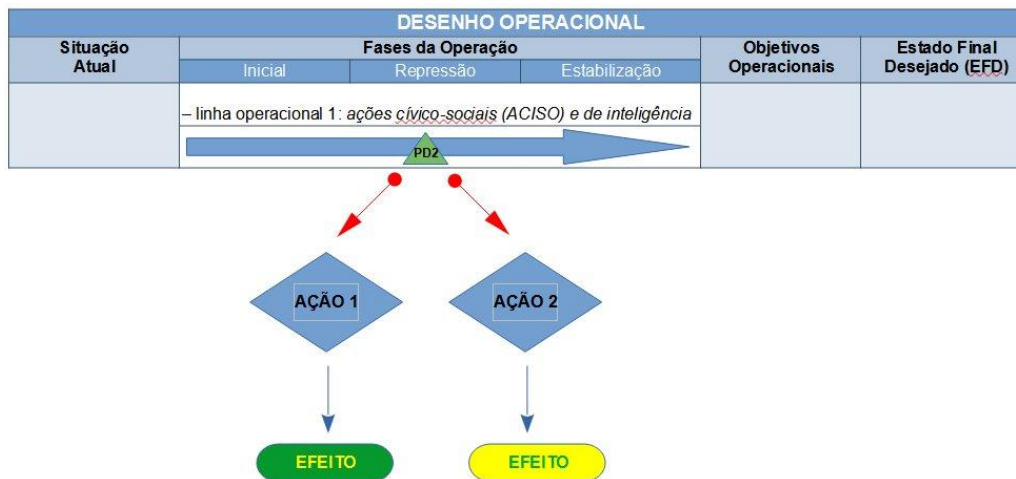 DESENHO OPERACIONAL
Situação
Atual
Fases da Operação
Inicial
Repressão
Estabilização
Objetivos
Operacionais
Estado Final
Desejado (EFD)
– linha operacional 1: ações cívico-sociais (ACISO) e de inteligência
PD2
AÇÃO 1
AÇÃO 2
EFEITO
EFEITO